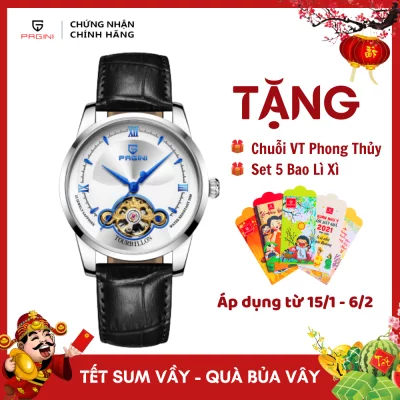 PAGINI
CHỨNG NHẬN
CHÍNH HÃNG
TẶNG
Chuỗi VT Phong Thủy
Set 5 Bao Lì Xì
PAGINI
TOURBILLON
2021
Áp dụng từ 15/1 - 6/2
TẾT SUM VẦY - QUÀ BỦA VÂY